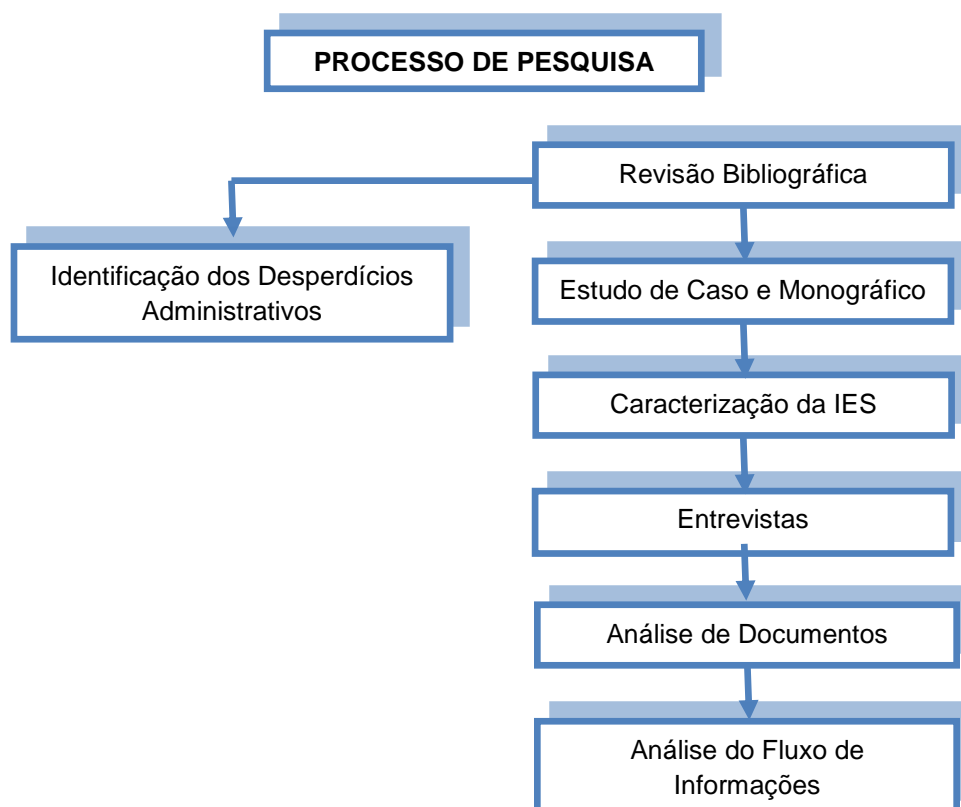 PROCESSO DE PESQUISA
Revisão Bibliográfica
Identificação dos Desperdícios
Administrativos
Estudo de Caso e Monográfico
Caracterização da IES
Entrevistas
Análise de Documentos
Análise do Fluxo de
Informações